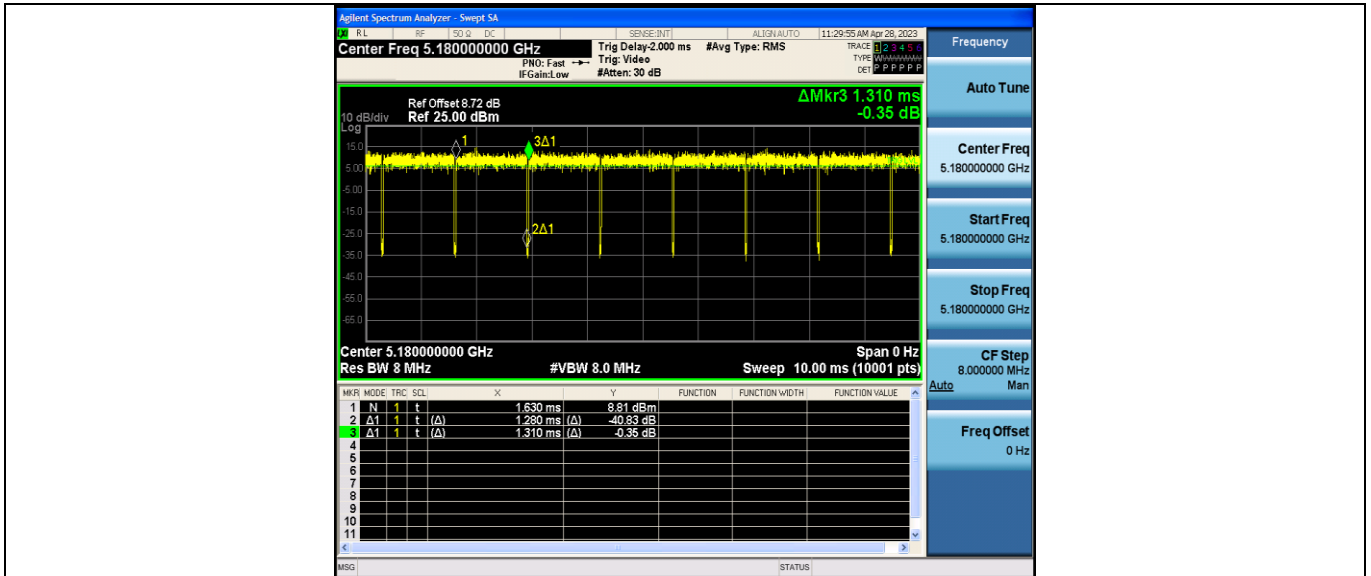 Agilent Spectrum Analyzer - Swept SA
LXI RL RF 50 Ω DC SENSE:INT ALIGN AUTO 11:29:55 AM Apr 28, 2023
Center Freq 5.180000000 GHz
PNO: Fast
IFGain:Low
Trig Delay-2.000 ms
Trig: Video
#Atten: 30 dB
#Avg Type: RMS
TRACE 1 2 3 4 5 6
TYPE
DET P P P P P P
Frequency
Auto Tune
Center Freq
5.180000000 GHz
Start Freq
5.180000000 GHz
Stop Freq
5.180000000 GHz
CF Step
8.000000 MHz
Auto Man
Freq Offset
0 Hz
ΔMkr3 1.310 ms
-0.35 dB
Ref Offset 8.72 dB
10 dB/div Ref 25.00 dBm
Log
15.0
5.00
-5.00
-15.0
-25.0
-35.0
-45.0
-55.0
-65.0
1
3Δ1
2Δ1
Center 5.180000000 GHz Span 0 Hz
Res BW 8 MHz #VBW 8.0 MHz Sweep 10.00 ms (10001 pts)
MKR MODE TRC SCL X Y FUNCTION FUNCTION WIDTH FUNCTION VALUE
1 N 1 t 1.630 ms 8.81 dBm
2 Δ1 1 t (Δ) 1.280 ms (Δ) -40.83 dB
3 Δ1 1 t (Δ) 1.310 ms (Δ) -0.35 dB
4
5
6
7
8
9
10
11
MSG STATUS